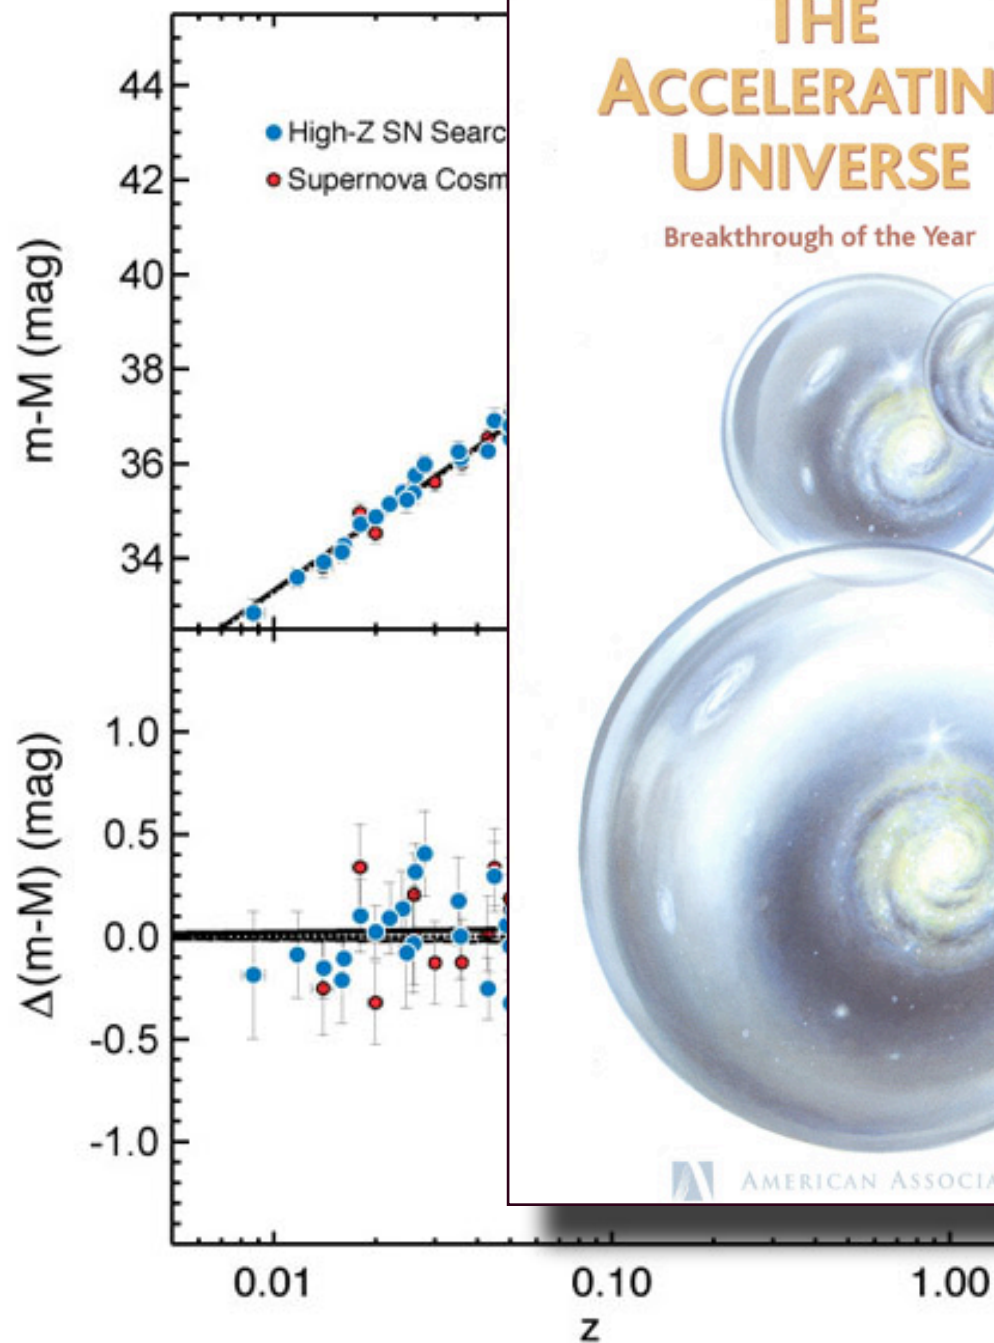 44
42
40
38
36
34
m-M (mag)
High-Z SN Searc
Supernova Cosm
1.0
0.5
0.0
-0.5
-1.0
Δ(m-M) (mag)
0.01
0.10
1.00
z
THE
ACCELERATIN
UNIVERSE
Breakthrough of the Year
AMERICAN ASSOCIA